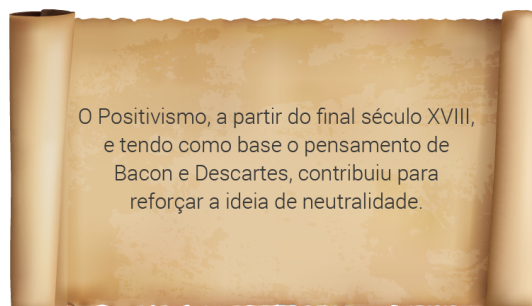 O Positivismo, a partir do final século XVIII,
e tendo como base o pensamento de
Bacon e Descartes, contribuiu para
reforçar a ideia de neutralidade.